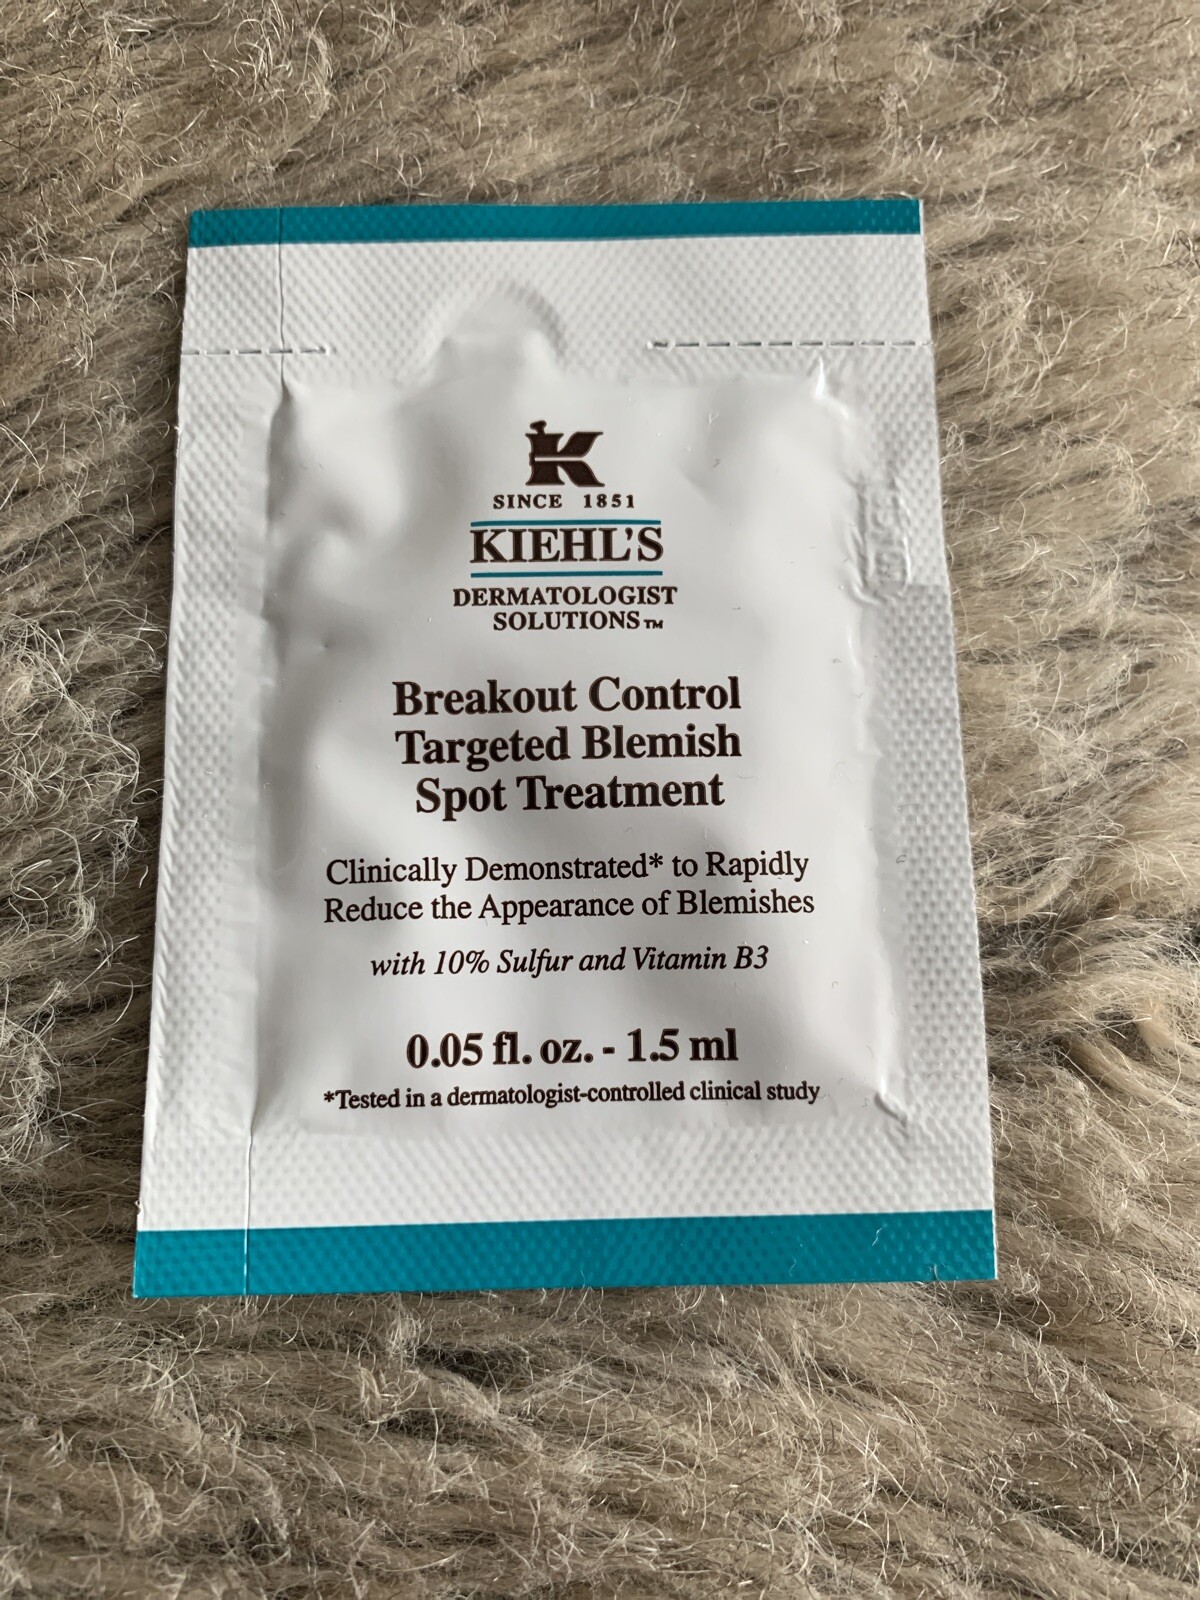 K
SINCE 1851
KIEHL'S
DERMATOLOGIST
SOLUTIONS™
Breakout Control
Targeted Blemish
Spot Treatment
Clinically Demonstrated* to Rapidly
Reduce the Appearance of Blemishes
with 10% Sulfur and Vitamin B3
0.05 fl. oz. - 1.5 ml
*Tested in a dermatologist-controlled clinical study